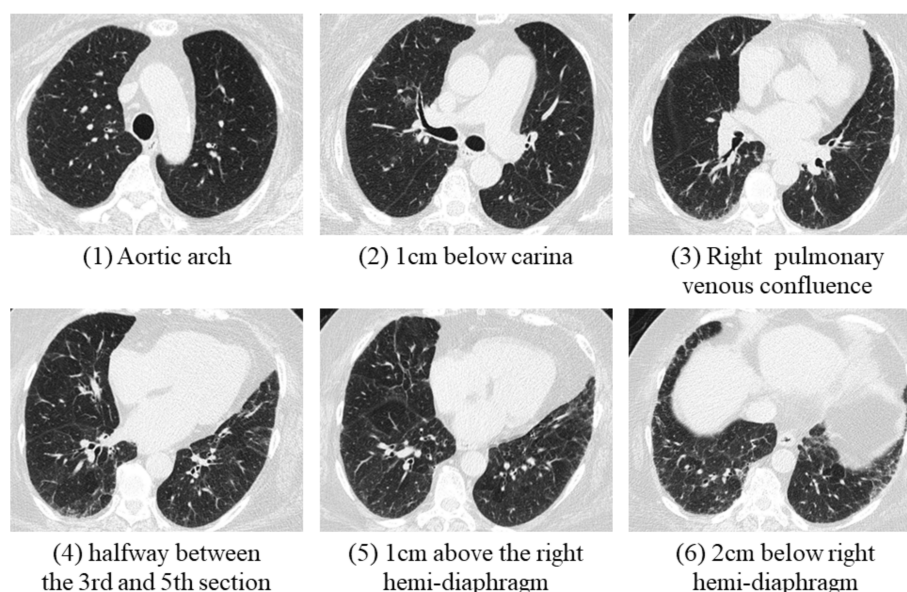 (1) Aortic arch
(2) 1cm below carina
(3) Right pulmonary
venous confluence
(4) halfway between
the 3rd and 5th section
(5) 1cm above the right
hemi-diaphragm
(6) 2cm below right
hemi-diaphragm